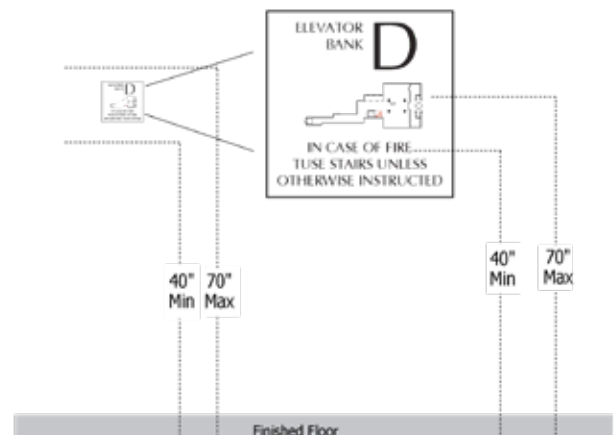 ELEVATOR
BANK
D
D
IN CASE OF FIRE
TUSE STAIRS UNLESS
OTHERWISE INSTRUCTED
40"
Min
70"
Max
40"
Min
70"
Max
Finished Floor